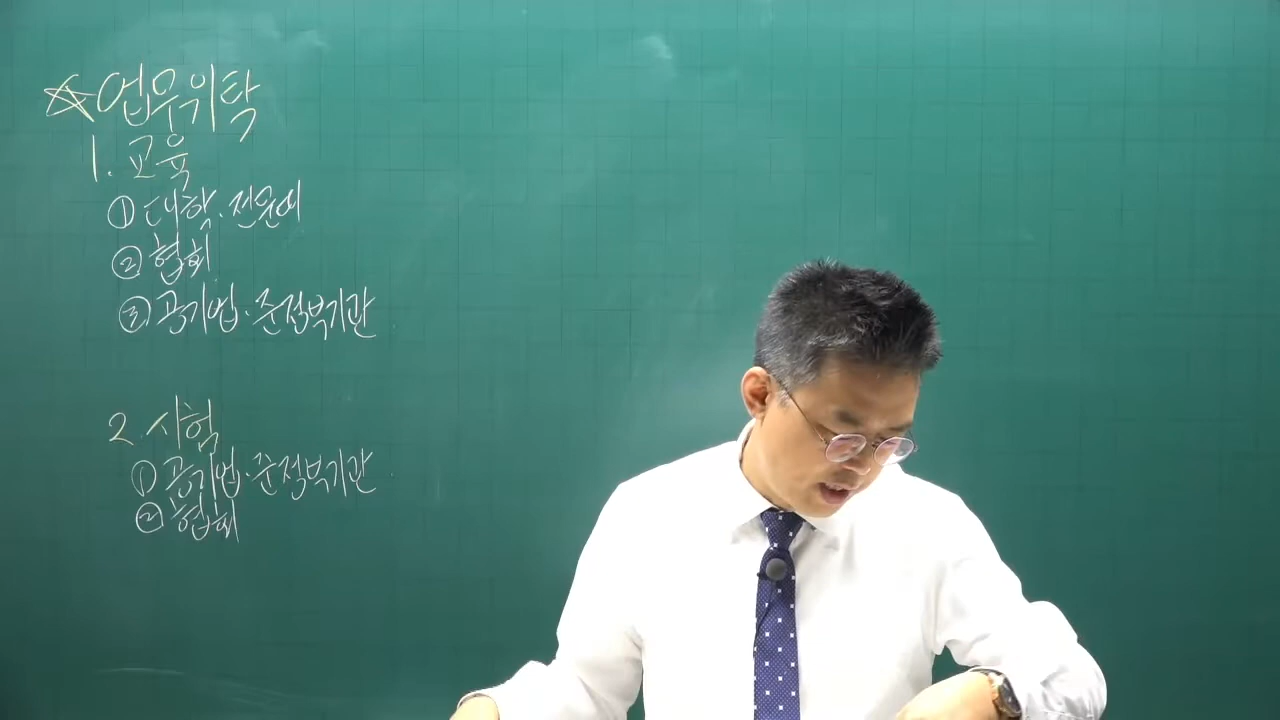 ☆업무위탁
1. 교육
① 대학·전문대
② 협회
③ 공기업·준정부기관
2. 시험
① 공기업·준정부기관
② 협회